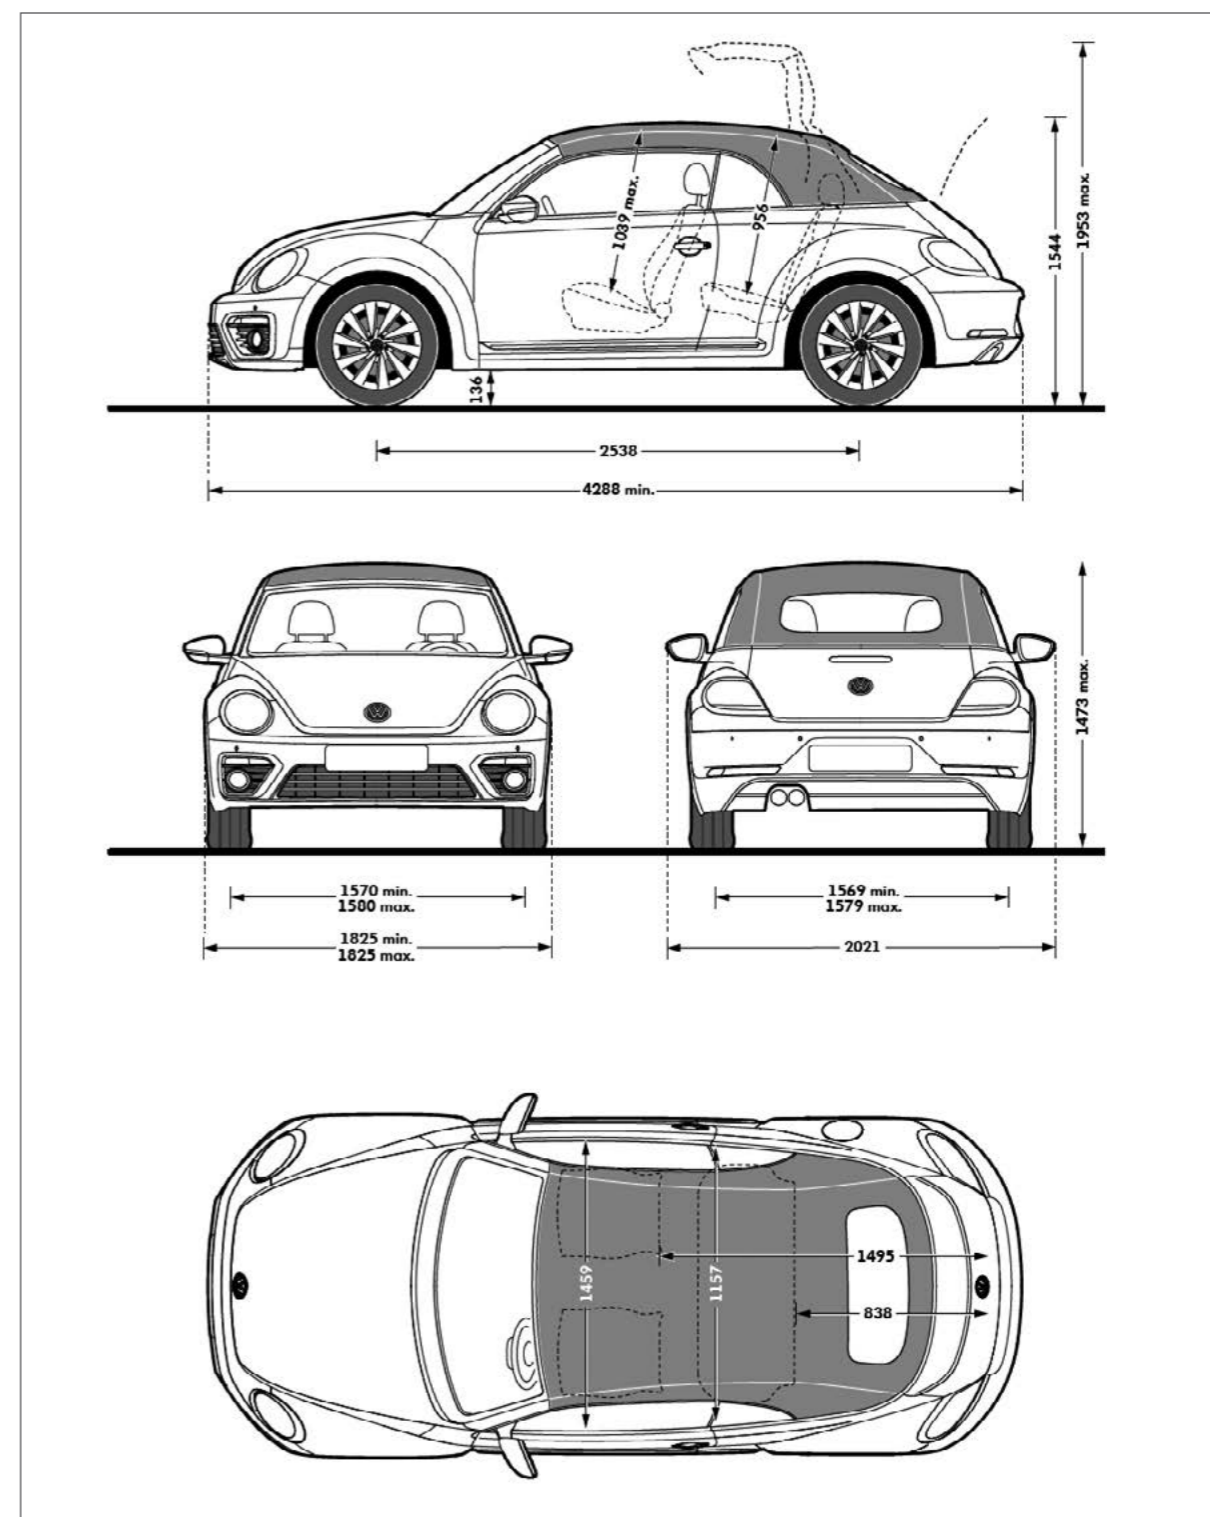 1039 max.
956
1544
1953 max.
136
2538
4288 min.
1473 max.
1570 min.
1580 max.
1569 min.
1579 max.
1825 min.
1825 max.
2021
1495
1459
1157
838